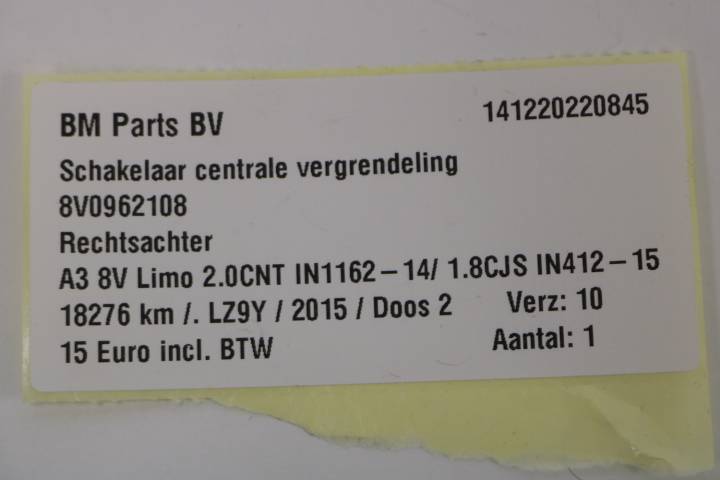 BM Parts BV 141220220845
Schakelaar centrale vergrendeling
8V0962108
Rechtsachter
A3 8V Limo 2.0CNT IN1162-14/ 1.8CJS IN412-15
18276 km /. LZ9Y / 2015 / Doos 2 Verz: 10
15 Euro incl. BTW Aantal: 1